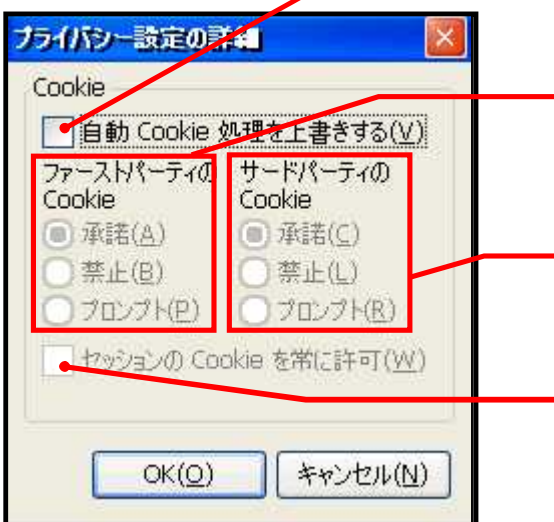 プライバシー設定の詳細
Cookie
自動 Cookie 処理を上書きする(V)
ファーストパーティの
Cookie
承諾(A)
禁止(B)
プロンプト(P)
サードパーティの
Cookie
承諾(C)
禁止(L)
プロンプト(R)
セッションの Cookie を常に許可(W)
OK(O)
キャンセル(N)